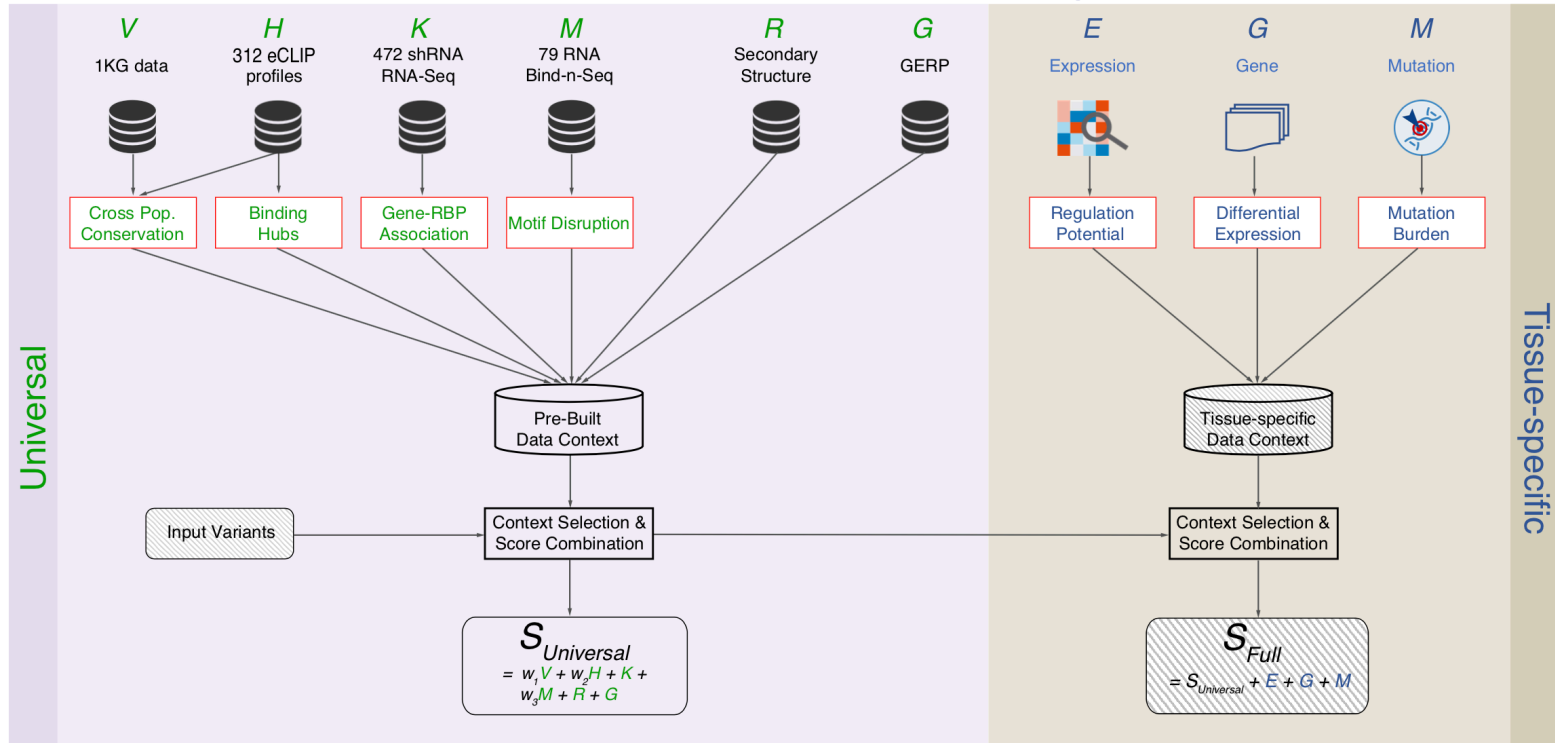 V
H
K
M
R
G
E
G
M
1KG data
312 eCLIP
profiles
472 shRNA
RNA-Seq
79 RNA
Bind-n-Seq
Secondary
Structure
GERP
Expression
Gene
Mutation
Cross Pop.
Conservation
Binding
Hubs
Gene-RBP
Association
Motif Disruption
Regulation
Potential
Differential
Expression
Mutation
Burden
Universal
Tissue-specific
Pre-Built
Data Context
Tissue-specific
Data Context
Input Variants
Context Selection &
Score Combination
Context Selection &
Score Combination
S Universal
= w1V + w2H + K +
w3M + R + G
S Full
= S Universal + E + G + M